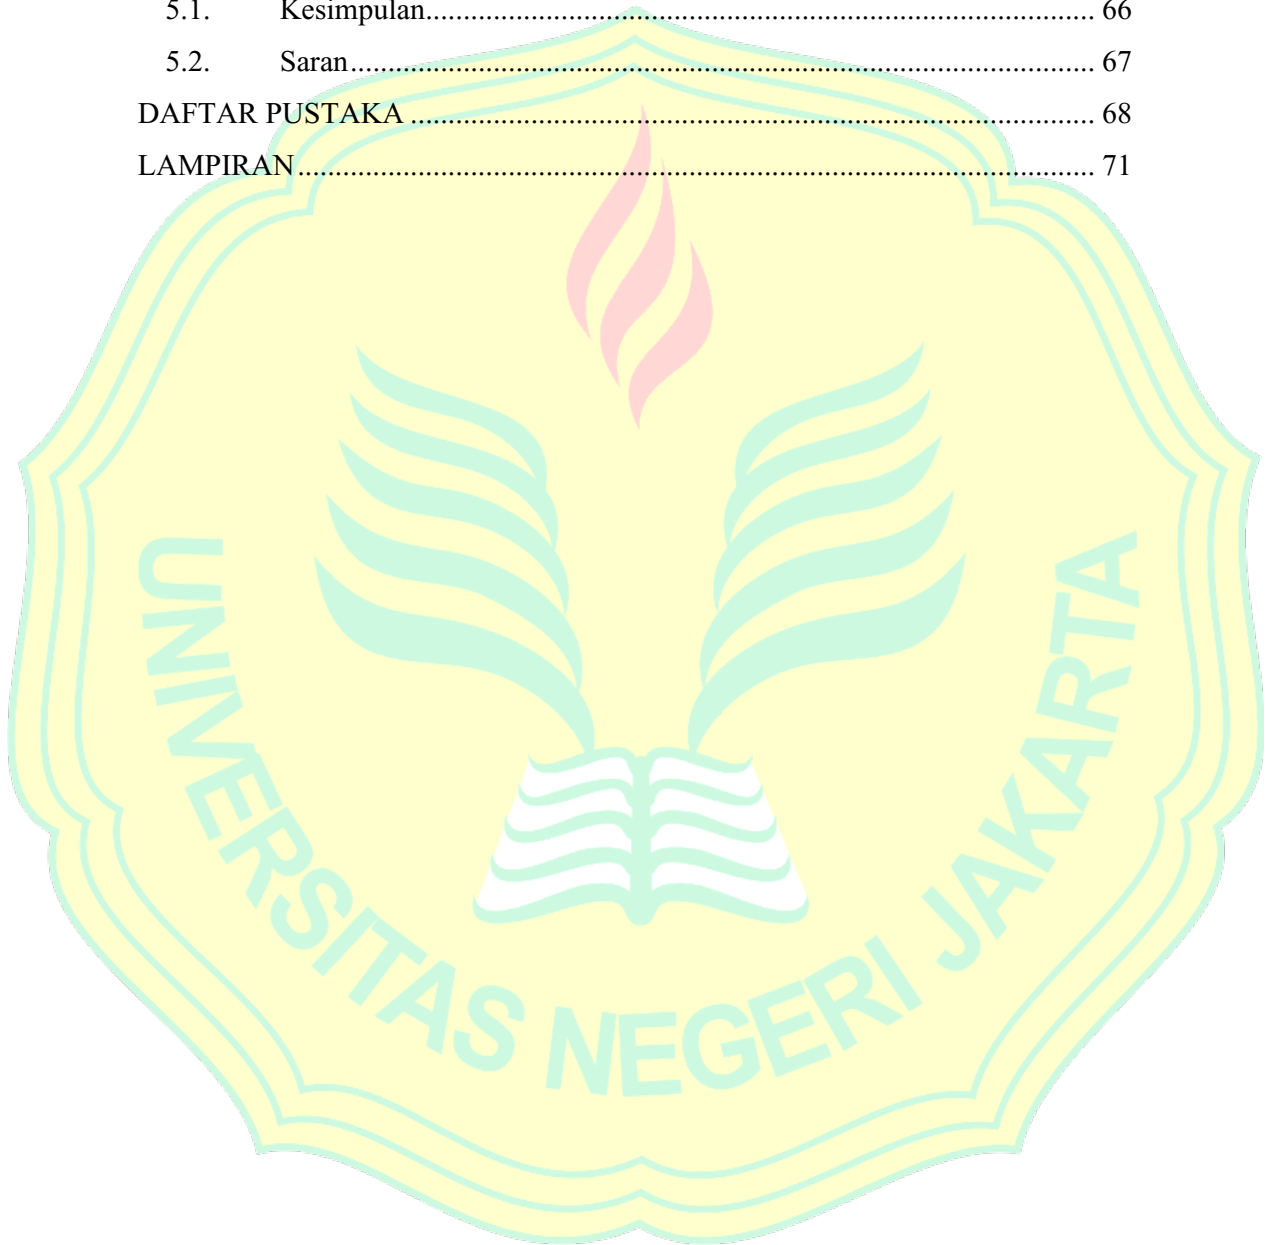 5.1. Kesimpulan.......................................................................................... 66
5.2. Saran.................................................................................................... 67
DAFTAR PUSTAKA ............................................................................................ 68
LAMPIRAN............................................................................................................ 71
UNIVERSITAS NEGERI JAKARTA